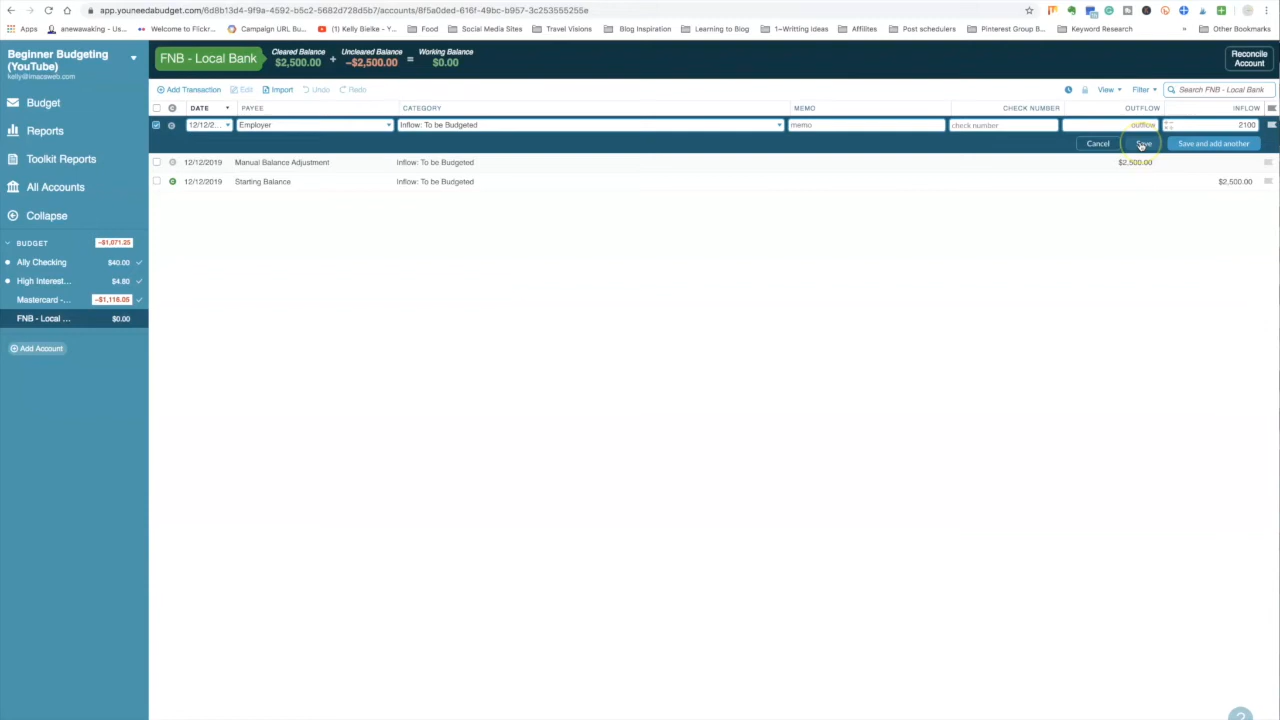 app.youneedabudget.com/6d8b13d4-9f9a-4592-b5c2-5682d728d5b7/accounts/8f5a0ded-616f-49bc-b957-3c253555255e
Apps anewawaking - Us... Welcome to Flickr... Campaign URL Bu... (1) Kelly Bielke - Y... Food Social Media Sites Travel Visions Blog Inspiration Learning to Blog 1~Writting Ideas Affilites Post schedulers Pinterest Group B... Keyword Research » Other Bookmarks
Beginner Budgeting
(YouTube)
kelly@imacsweb.com
FNB - Local Bank
Cleared Balance
$2,500.00
+
Uncleared Balance
–$2,500.00
=
Working Balance
$0.00
Reconcile
Account
Add Transaction Edit Import Undo Redo View Filter Search FNB - Local Bank
DATE PAYEE CATEGORY MEMO CHECK NUMBER OUTFLOW INFLOW
12/12/2... Employer Inflow: To be Budgeted memo check number outflow 2100
Cancel Save Save and add another
12/12/2019 Manual Balance Adjustment Inflow: To be Budgeted $2,500.00
12/12/2019 Starting Balance Inflow: To be Budgeted $2,500.00
Budget
Reports
Toolkit Reports
All Accounts
Collapse
BUDGET –$1,071.25
Ally Checking $40.00
High Interest... $4.80
Mastercard -... –$1,116.05
FNB - Local ... $0.00
Add Account
?